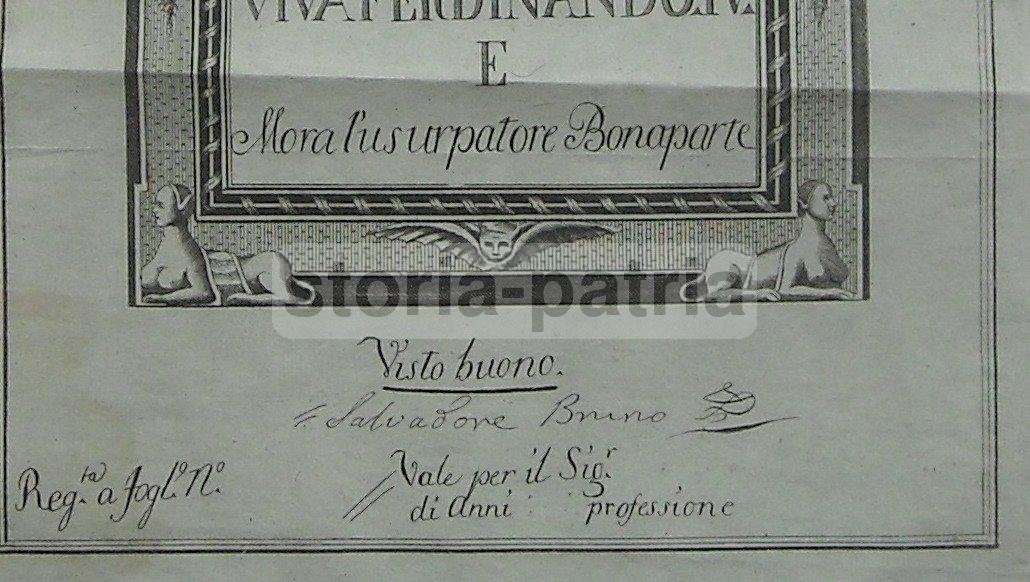 VIVA FERDINANDO.IV.
E
Mora l'usurpatore Bonaparte
storia-patria
Visto buono.
Salvadore Bruno
Vale per il Sig.r
Reg.ta a fogl.o N.o
di Anni professione